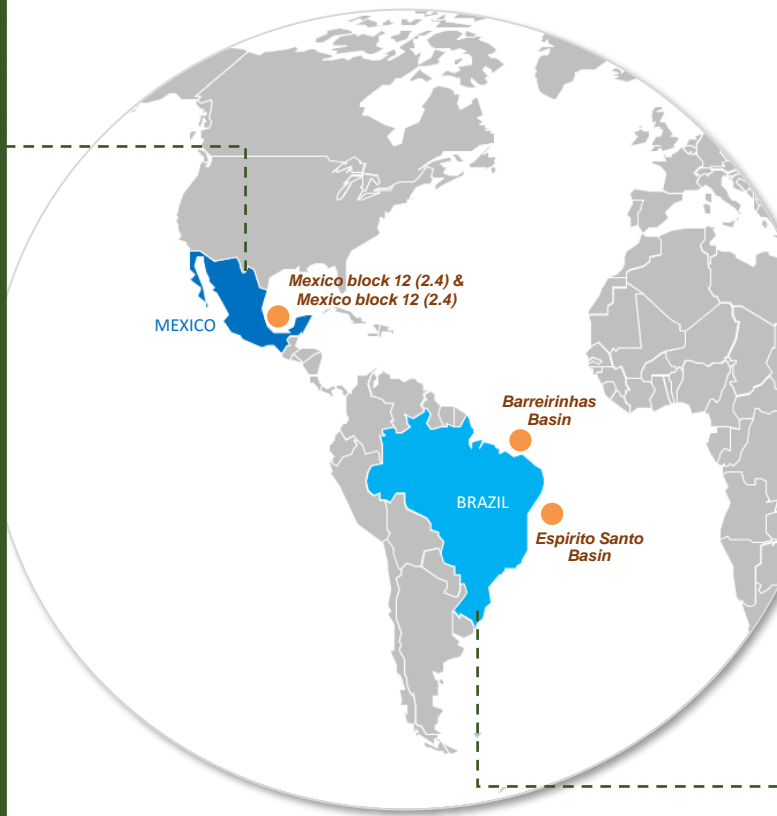 Mexico block 12 (2.4) &
Mexico block 12 (2.4)
MEXICO
Barreirinhas
Basin
BRAZIL
Espirito Santo
Basin